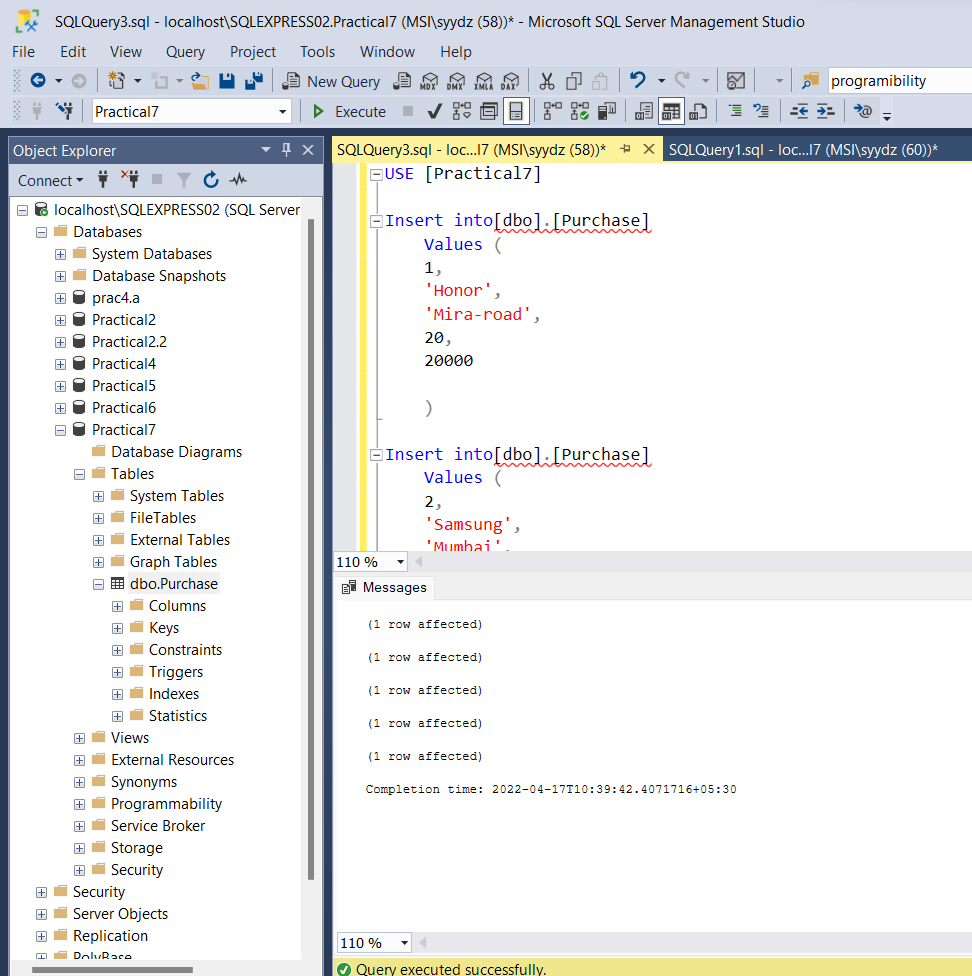 SQLQuery3.sql - localhost\SQLEXPRESS02.Practical7 (MSI\syydz (58))* - Microsoft SQL Server Management Studio
File Edit View Query Project Tools Window Help
New Query MDX DMX XMLA DAX programibility
Practical7 Execute
Object Explorer
Connect
localhost\SQLEXPRESS02 (SQL Server
Databases
System Databases
Database Snapshots
prac4.a
Practical2
Practical2.2
Practical4
Practical5
Practical6
Practical7
Database Diagrams
Tables
System Tables
FileTables
External Tables
Graph Tables
dbo.Purchase
Columns
Keys
Constraints
Triggers
Indexes
Statistics
Views
External Resources
Synonyms
Programmability
Service Broker
Storage
Security
Security
Server Objects
Replication
PolyBase
SQLQuery3.sql - loc...l7 (MSI\syydz (58))* SQLQuery1.sql - loc...l7 (MSI\syydz (60))*
USE [Practical7]
Insert into[dbo].[Purchase]
Values (
1,
'Honor',
'Mira-road',
20,
20000
)
Insert into[dbo].[Purchase]
Values (
2,
'Samsung',
'Mumbai',
110 %
Messages
(1 row affected)
(1 row affected)
(1 row affected)
(1 row affected)
(1 row affected)
Completion time: 2022-04-17T10:39:42.4071716+05:30
110 %
Query executed successfully.